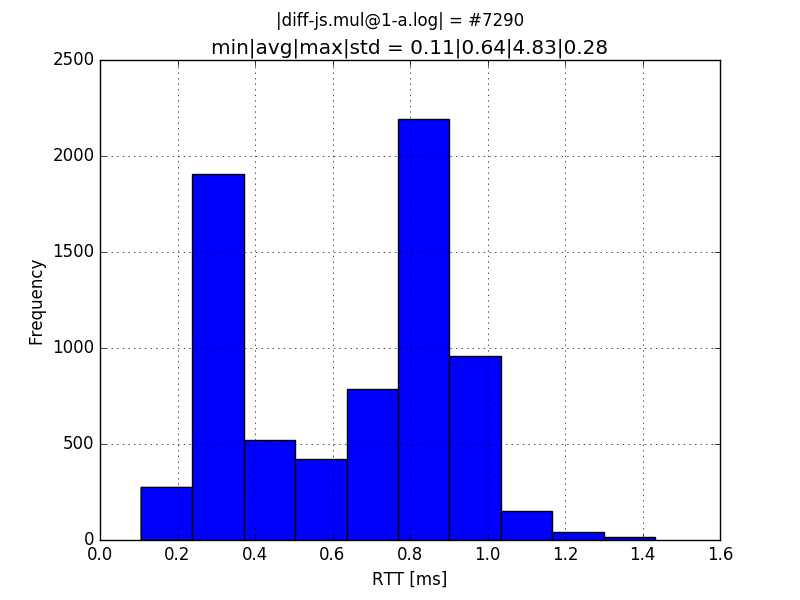 |diff-js.mul@1-a.log| = #7290
min|avg|max|std = 0.11|0.64|4.83|0.28
2500
2000
1500
1000
500
0
Frequency
0.0 0.2 0.4 0.6 0.8 1.0 1.2 1.4 1.6
RTT [ms]